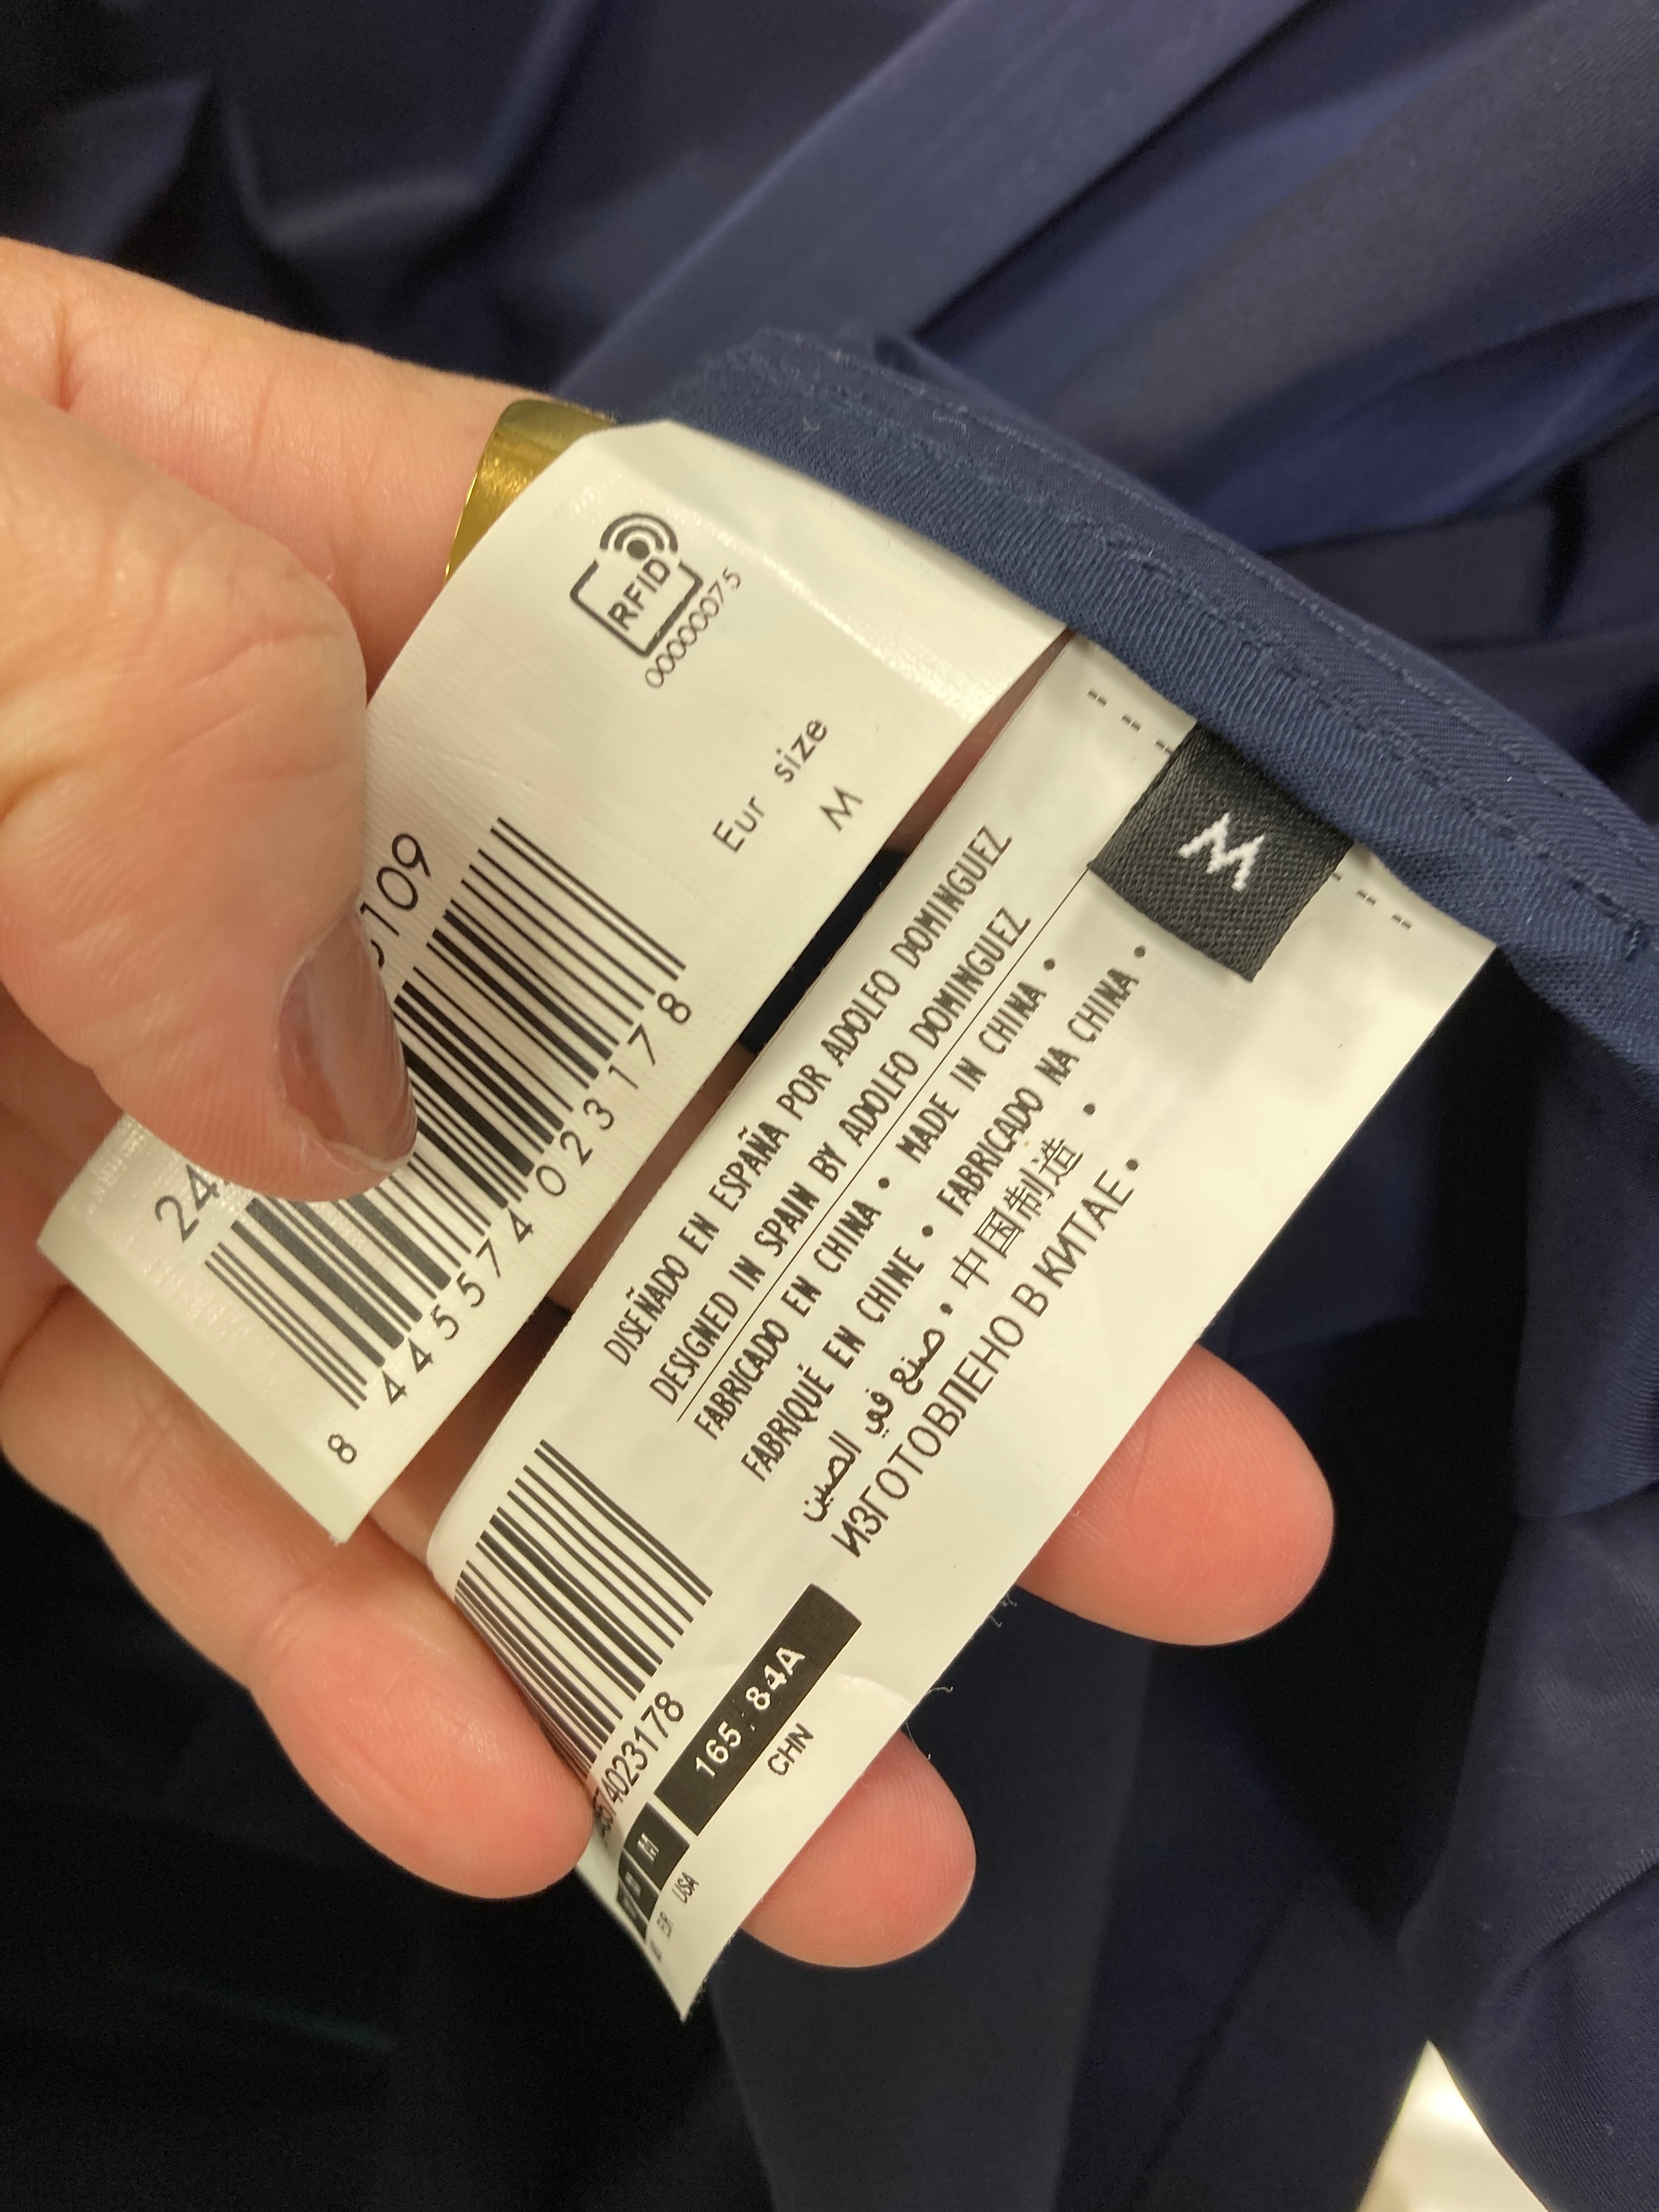 RFID
00000075
Eur size
M
8 445574 023178
M
DISEÑADO EN ESPAÑA POR ADOLFO DOMINGUEZ
DESIGNED IN SPAIN BY ADOLFO DOMINGUEZ
FABRICADO EN CHINA • MADE IN CHINA •
FABRIQUÉ EN CHINE • FABRICADO NA CHINA •
صنع في الصين • 中国制造 •
ИЗГОТОВЛЕНО В КИТАЕ •
4023178
M 165/84A
EUR USA CHN